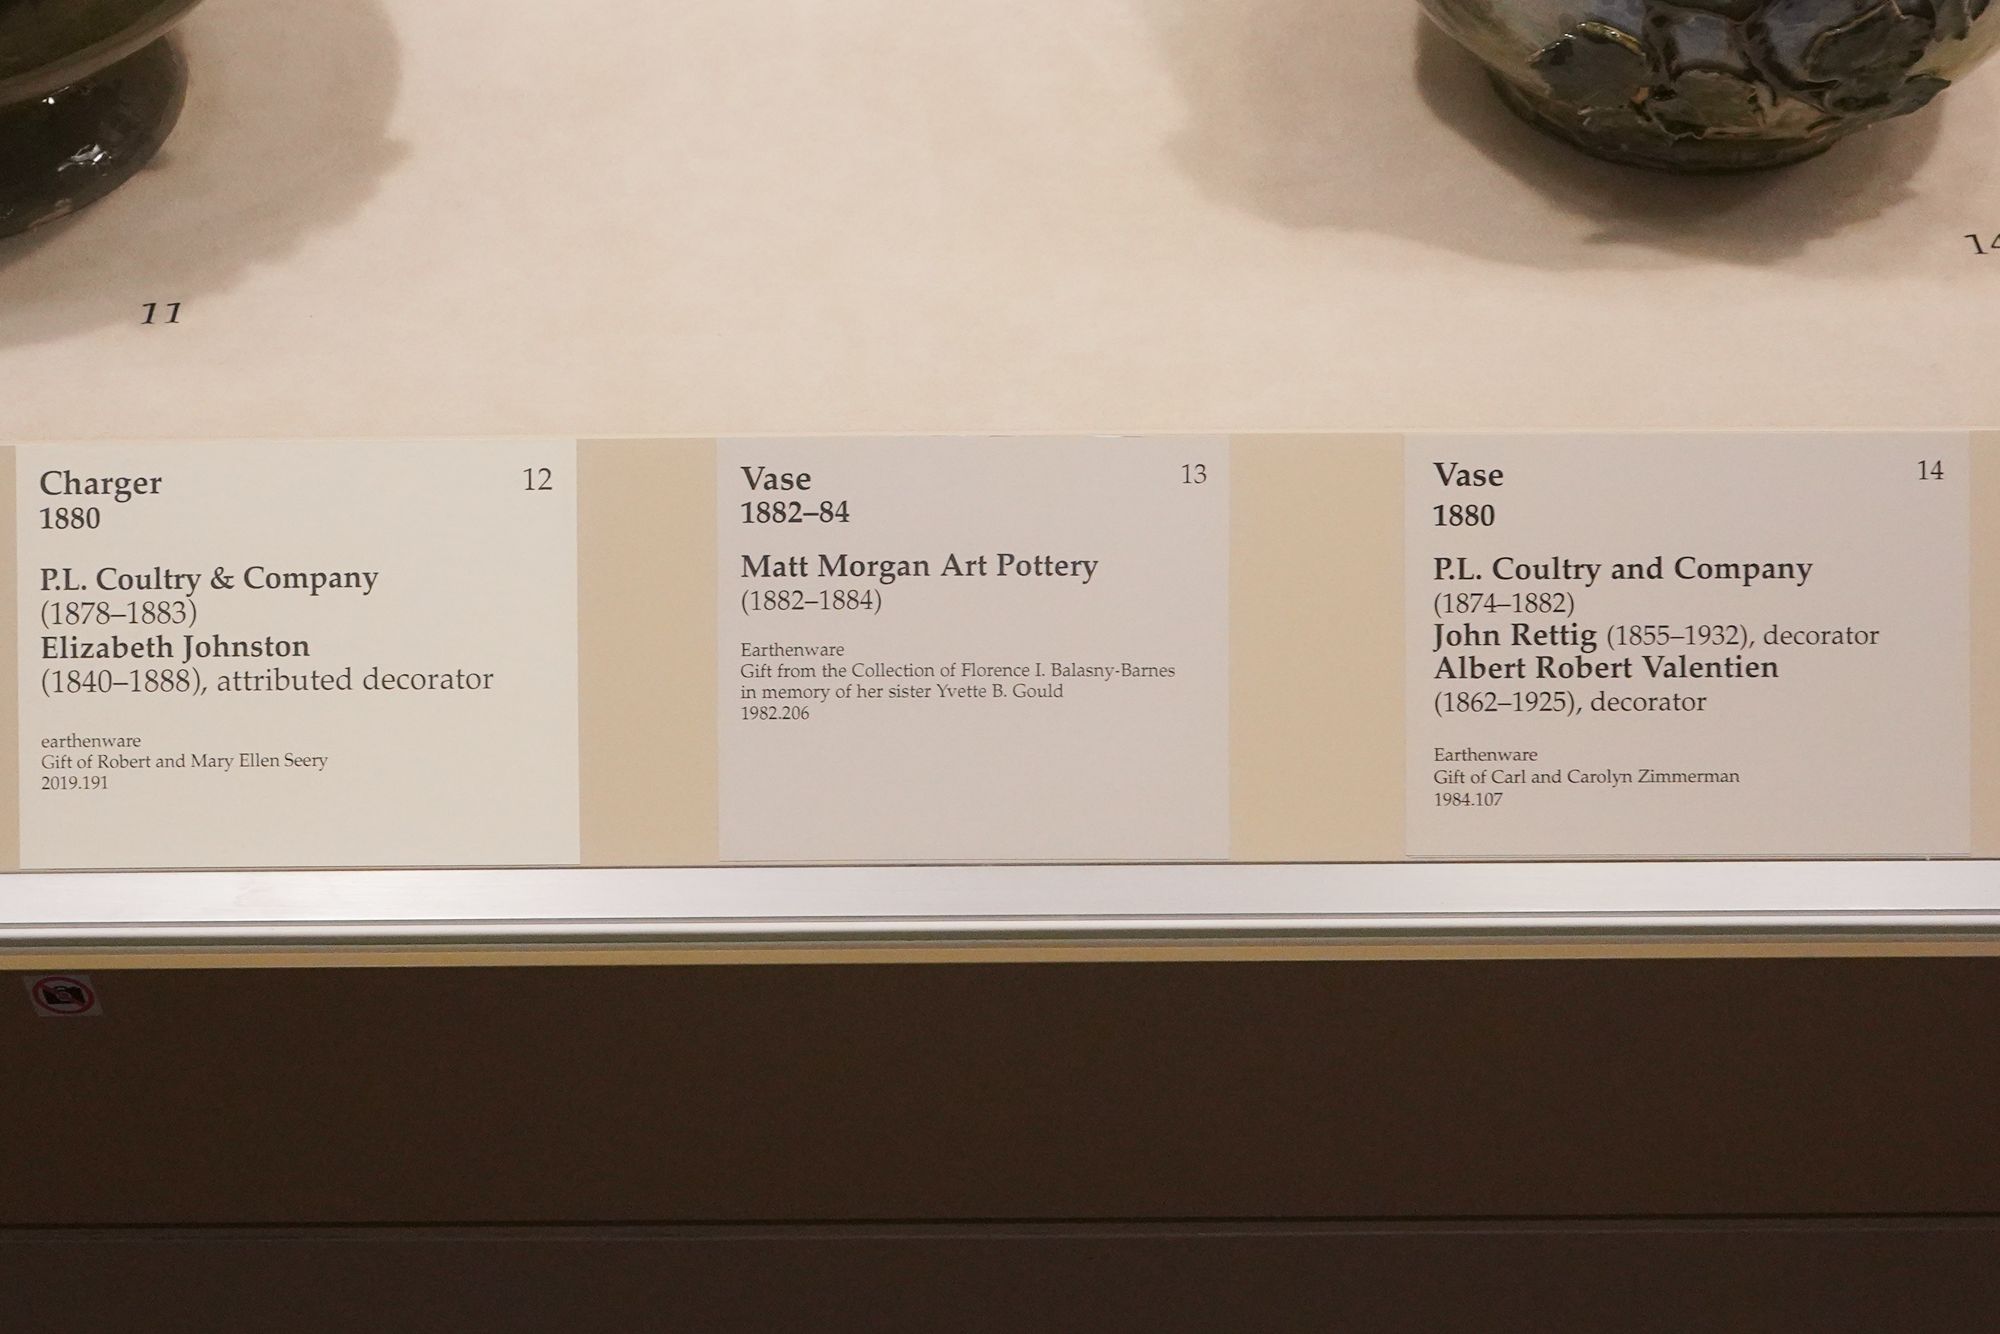 11
14
Charger 12
1880
P.L. Coultry & Company
(1878–1883)
Elizabeth Johnston
(1840–1888), attributed decorator
earthenware
Gift of Robert and Mary Ellen Seery
2019.191
Vase 13
1882–84
Matt Morgan Art Pottery
(1882–1884)
Earthenware
Gift from the Collection of Florence I. Balasny-Barnes
in memory of her sister Yvette B. Gould
1982.206
Vase 14
1880
P.L. Coultry and Company
(1874–1882)
John Rettig (1855–1932), decorator
Albert Robert Valentien
(1862–1925), decorator
Earthenware
Gift of Carl and Carolyn Zimmerman
1984.107